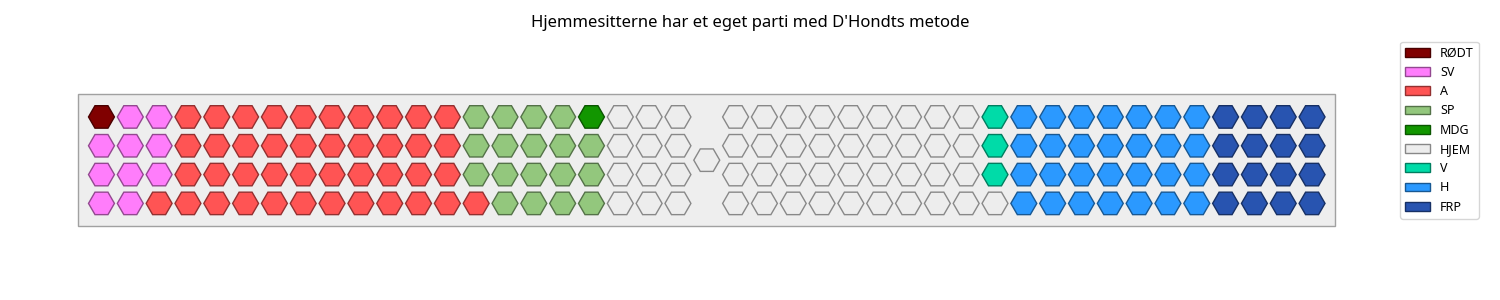 Hjemmesitterne har et eget parti med D'Hondts metode
RØDT
SV
A
SP
MDG
HJEM
V
H
FRP